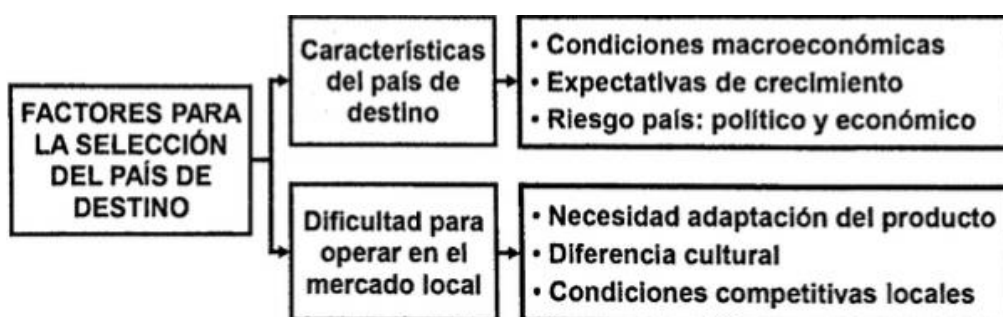 FACTORES PARA
LA SELECCIÓN
DEL PAÍS DE
DESTINO
Características
del país de
destino
• Condiciones macroeconómicas
• Expectativas de crecimiento
• Riesgo país: político y económico
Dificultad para
operar en el
mercado local
• Necesidad adaptación del producto
• Diferencia cultural
• Condiciones competitivas locales